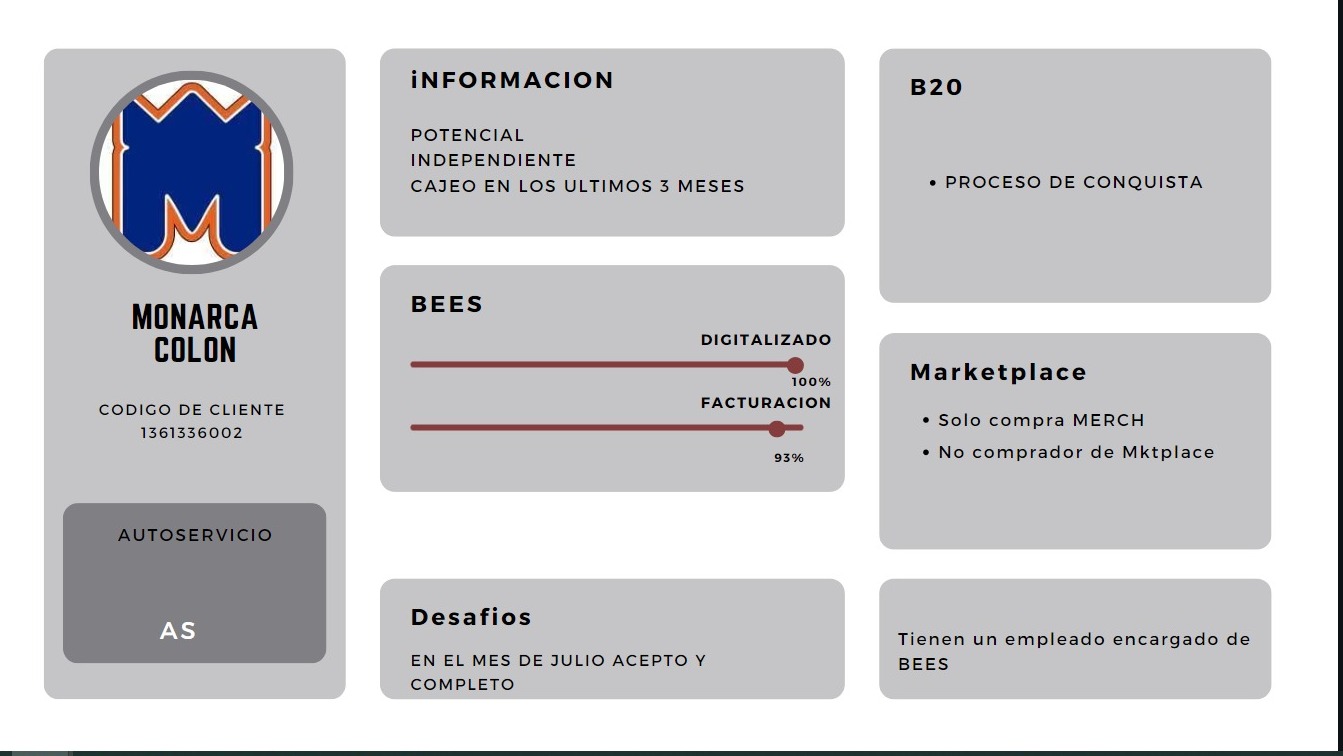 MONARCA
COLON
CODIGO DE CLIENTE
1361336002
AUTOSERVICIO
AS
iNFORMACION
POTENCIAL
INDEPENDIENTE
CAJEO EN LOS ULTIMOS 3 MESES
BEES
DIGITALIZADO
100%
FACTURACION
93%
Desafios
EN EL MES DE JULIO ACEPTO Y
COMPLETO
B20
• PROCESO DE CONQUISTA
Marketplace
• Solo compra MERCH
• No comprador de Mktplace
Tienen un empleado encargado de
BEES